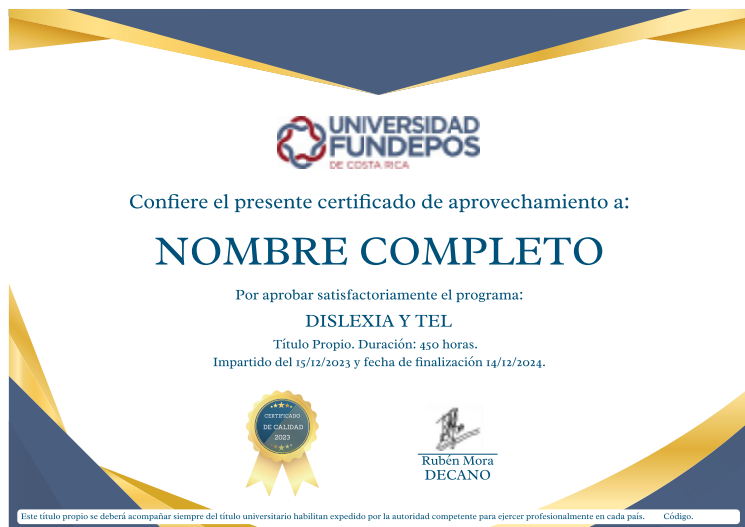 UNIVERSIDAD
FUNDEPOS
DE COSTA RICA
Confiere el presente certificado de aprovechamiento a:
NOMBRE COMPLETO
Por aprobar satisfactoriamente el programa:
DISLEXIA Y TEL
Título Propio. Duración: 450 horas.
Impartido del 15/12/2023 y fecha de finalización 14/12/2024.
CERTIFICADO
DE CALIDAD
2023
Rubén Mora
DECANO
Este título propio se deberá acompañar siempre del título universitario habilitan expedido por la autoridad competente para ejercer profesionalmente en cada país. Código.